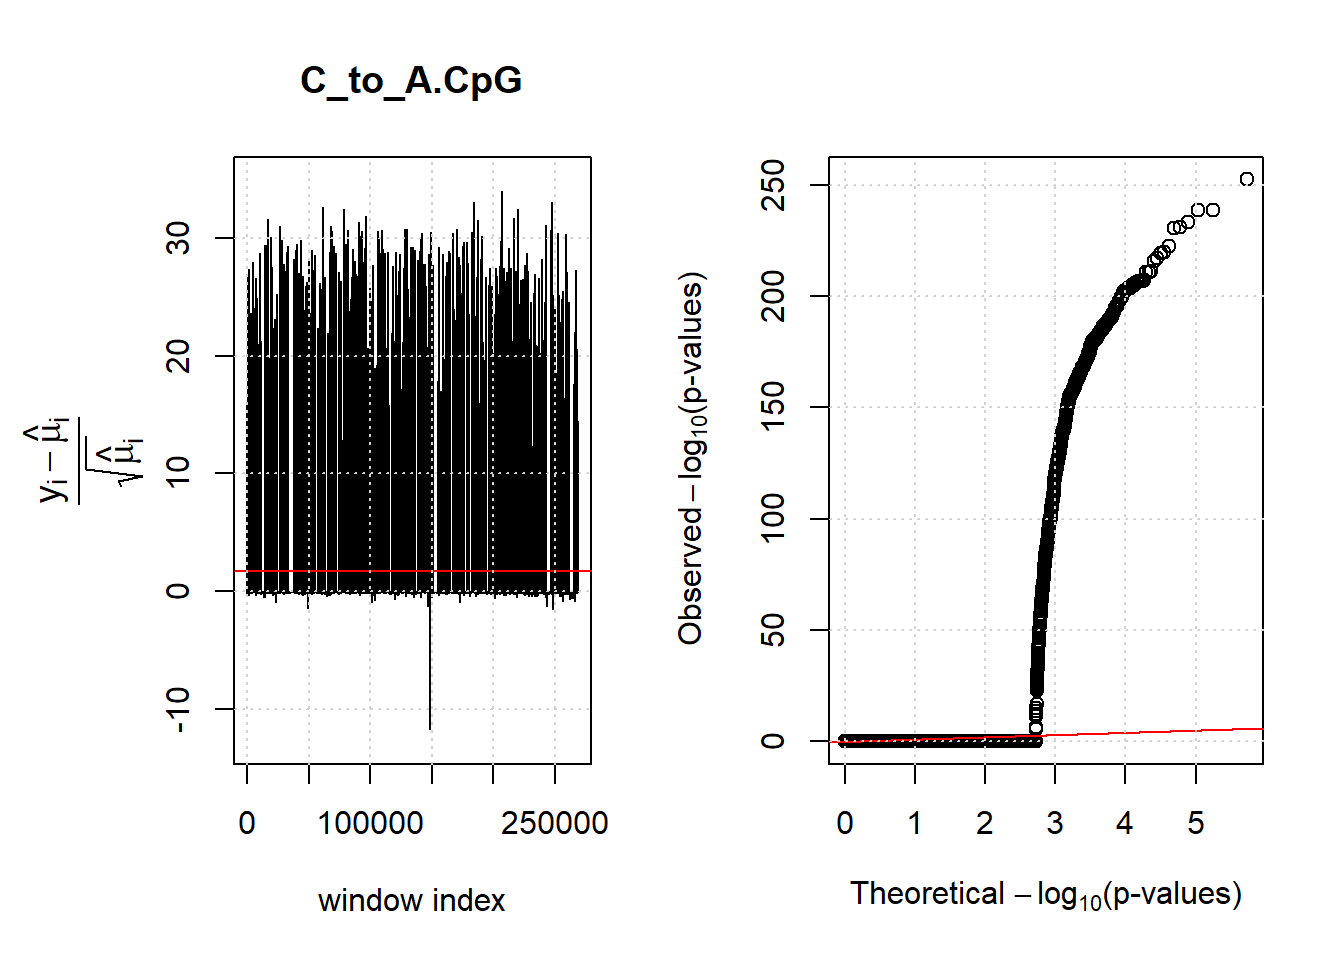 C_to_A.CpG
30
20
10
0
-10
yᵢ − μ̂ᵢ
√μ̂ᵢ
0 100000 250000
window index
250
200
150
100
50
0
Observed − log₁₀(p-values)
0 1 2 3 4 5
Theoretical − log₁₀(p-values)